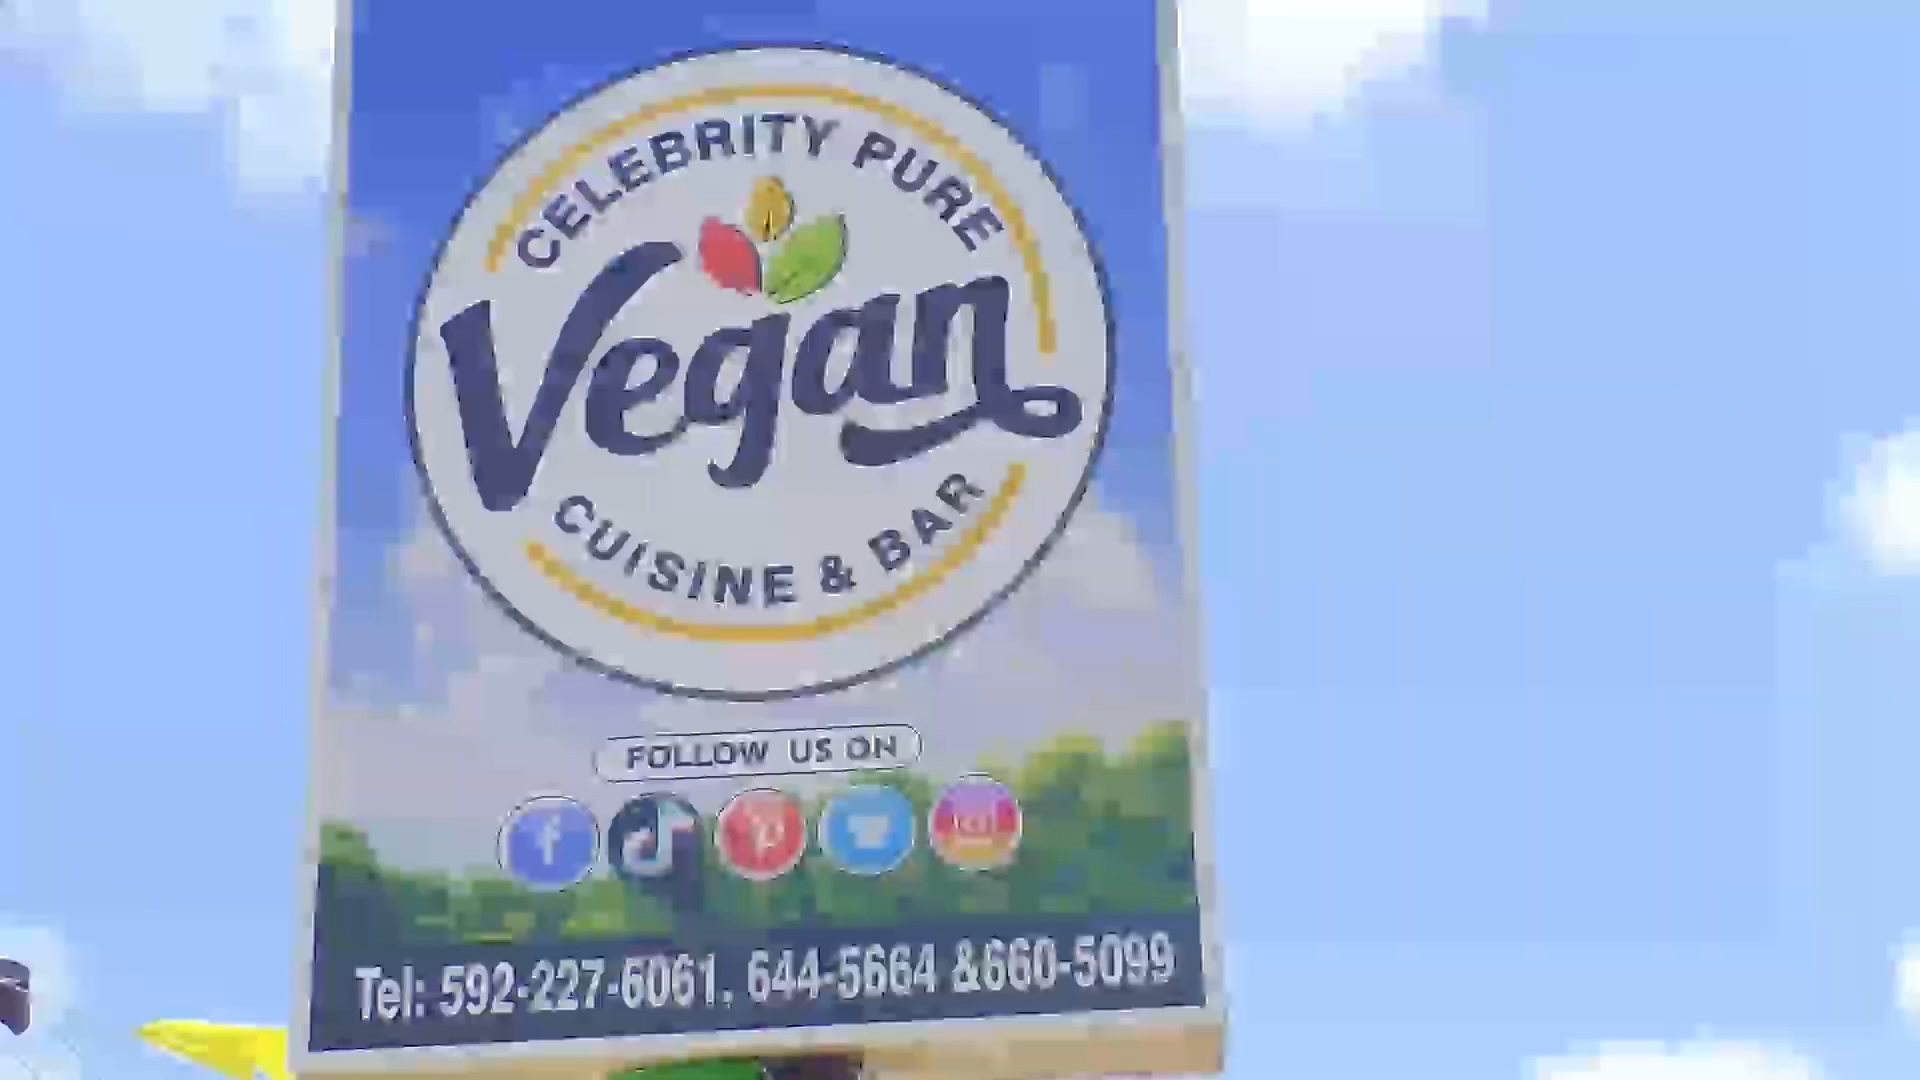 CELEBRITY PURE
Vegan
CUISINE & BAR
FOLLOW US ON
Tel: 592-227-6061, 644-5664 &660-5099